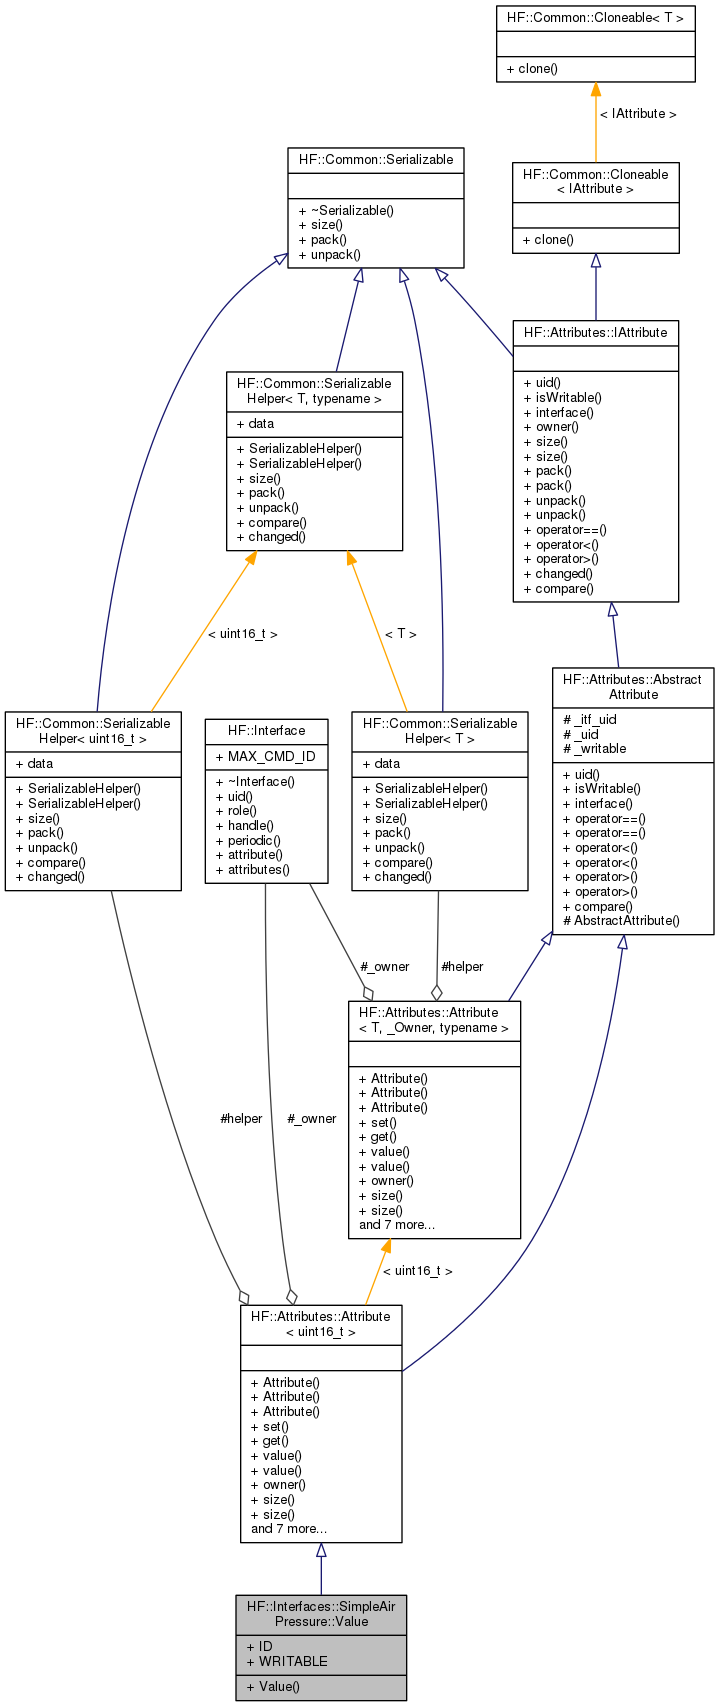 HF::Common::Cloneable< T >
+ clone()
< IAttribute >
HF::Common::Serializable
+ ~Serializable()
+ size()
+ pack()
+ unpack()
HF::Common::Cloneable
< IAttribute >
+ clone()
HF::Attributes::IAttribute
+ uid()
+ isWritable()
+ interface()
+ owner()
+ size()
+ size()
+ pack()
+ pack()
+ unpack()
+ unpack()
+ operator==()
+ operator<()
+ operator>()
+ changed()
+ compare()
HF::Common::Serializable
Helper< T, typename >
+ data
+ SerializableHelper()
+ SerializableHelper()
+ size()
+ pack()
+ unpack()
+ compare()
+ changed()
< uint16_t >
< T >
HF::Attributes::Abstract
Attribute
# _itf_uid
# _uid
# _writable
+ uid()
+ isWritable()
+ interface()
+ operator==()
+ operator==()
+ operator<()
+ operator<()
+ operator>()
+ operator>()
+ compare()
# AbstractAttribute()
HF::Common::Serializable
Helper< uint16_t >
+ data
+ SerializableHelper()
+ SerializableHelper()
+ size()
+ pack()
+ unpack()
+ compare()
+ changed()
HF::Interface
+ MAX_CMD_ID
+ ~Interface()
+ uid()
+ role()
+ handle()
+ periodic()
+ attribute()
+ attributes()
HF::Common::Serializable
Helper< T >
+ data
+ SerializableHelper()
+ SerializableHelper()
+ size()
+ pack()
+ unpack()
+ compare()
+ changed()
#_owner
#helper
HF::Attributes::Attribute
< T, _Owner, typename >
+ Attribute()
+ Attribute()
+ Attribute()
+ set()
+ get()
+ value()
+ value()
+ owner()
+ size()
+ size()
and 7 more...
#helper
#_owner
< uint16_t >
HF::Attributes::Attribute
< uint16_t >
+ Attribute()
+ Attribute()
+ Attribute()
+ set()
+ get()
+ value()
+ value()
+ owner()
+ size()
+ size()
and 7 more...
HF::Interfaces::SimpleAir
Pressure::Value
+ ID
+ WRITABLE
+ Value()